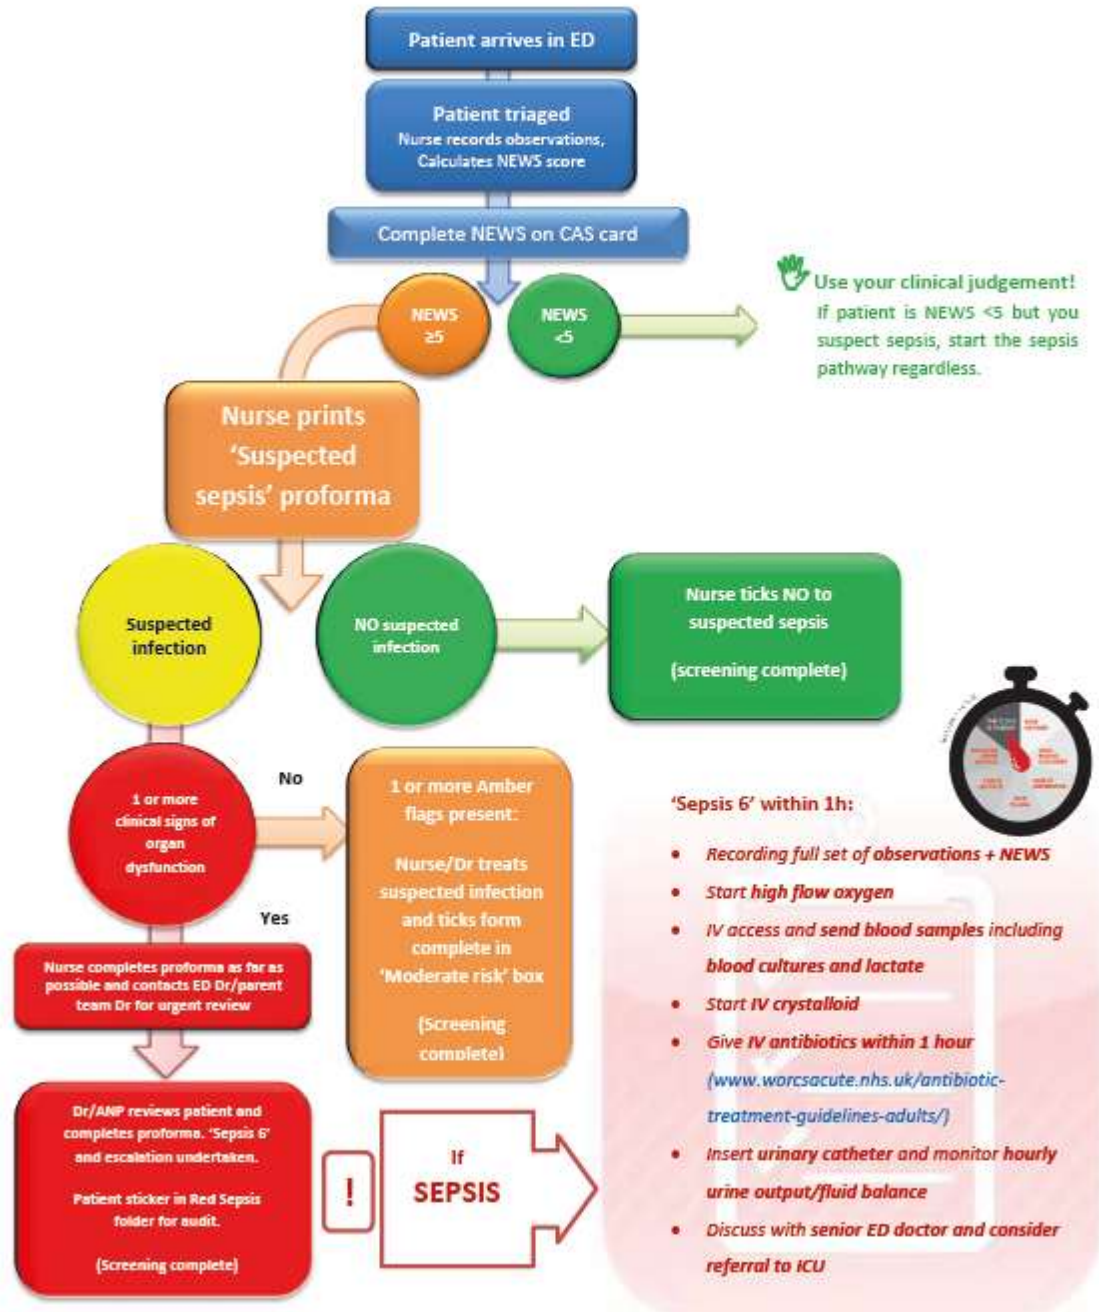 Patient arrives in ED
Patient triaged
Nurse records observations,
Calculates NEWS score
Complete NEWS on CAS card
NEWS
≥5
NEWS
<5
Use your clinical judgement!
If patient is NEWS <5 but you
suspect sepsis, start the sepsis
pathway regardless.
Nurse prints
‘Suspected
sepsis’ proforma
Suspected
infection
NO suspected
infection
Nurse ticks NO to
suspected sepsis
(screening complete)
1 or more
clinical signs of
organ
dysfunction
No
Yes
1 or more Amber
flags present:
Nurse/Dr treats
suspected infection
and ticks form
complete in
‘Moderate risk’ box
(Screening
complete)
Nurse completes proforma as far as
possible and contacts ED Dr/parent
team Dr for urgent review
Dr/ANP reviews patient and
completes proforma. ‘Sepsis 6’
and escalation undertaken.
Patient sticker in Red Sepsis
folder for audit.
(Screening complete)
!
If
SEPSIS
‘Sepsis 6’ within 1h:
• Recording full set of observations + NEWS
• Start high flow oxygen
• IV access and send blood samples including
blood cultures and lactate
• Start IV crystalloid
• Give IV antibiotics within 1 hour
(www.worcsacute.nhs.uk/antibiotic-
treatment-guidelines-adults/)
• Insert urinary catheter and monitor hourly
urine output/fluid balance
• Discuss with senior ED doctor and consider
referral to ICU